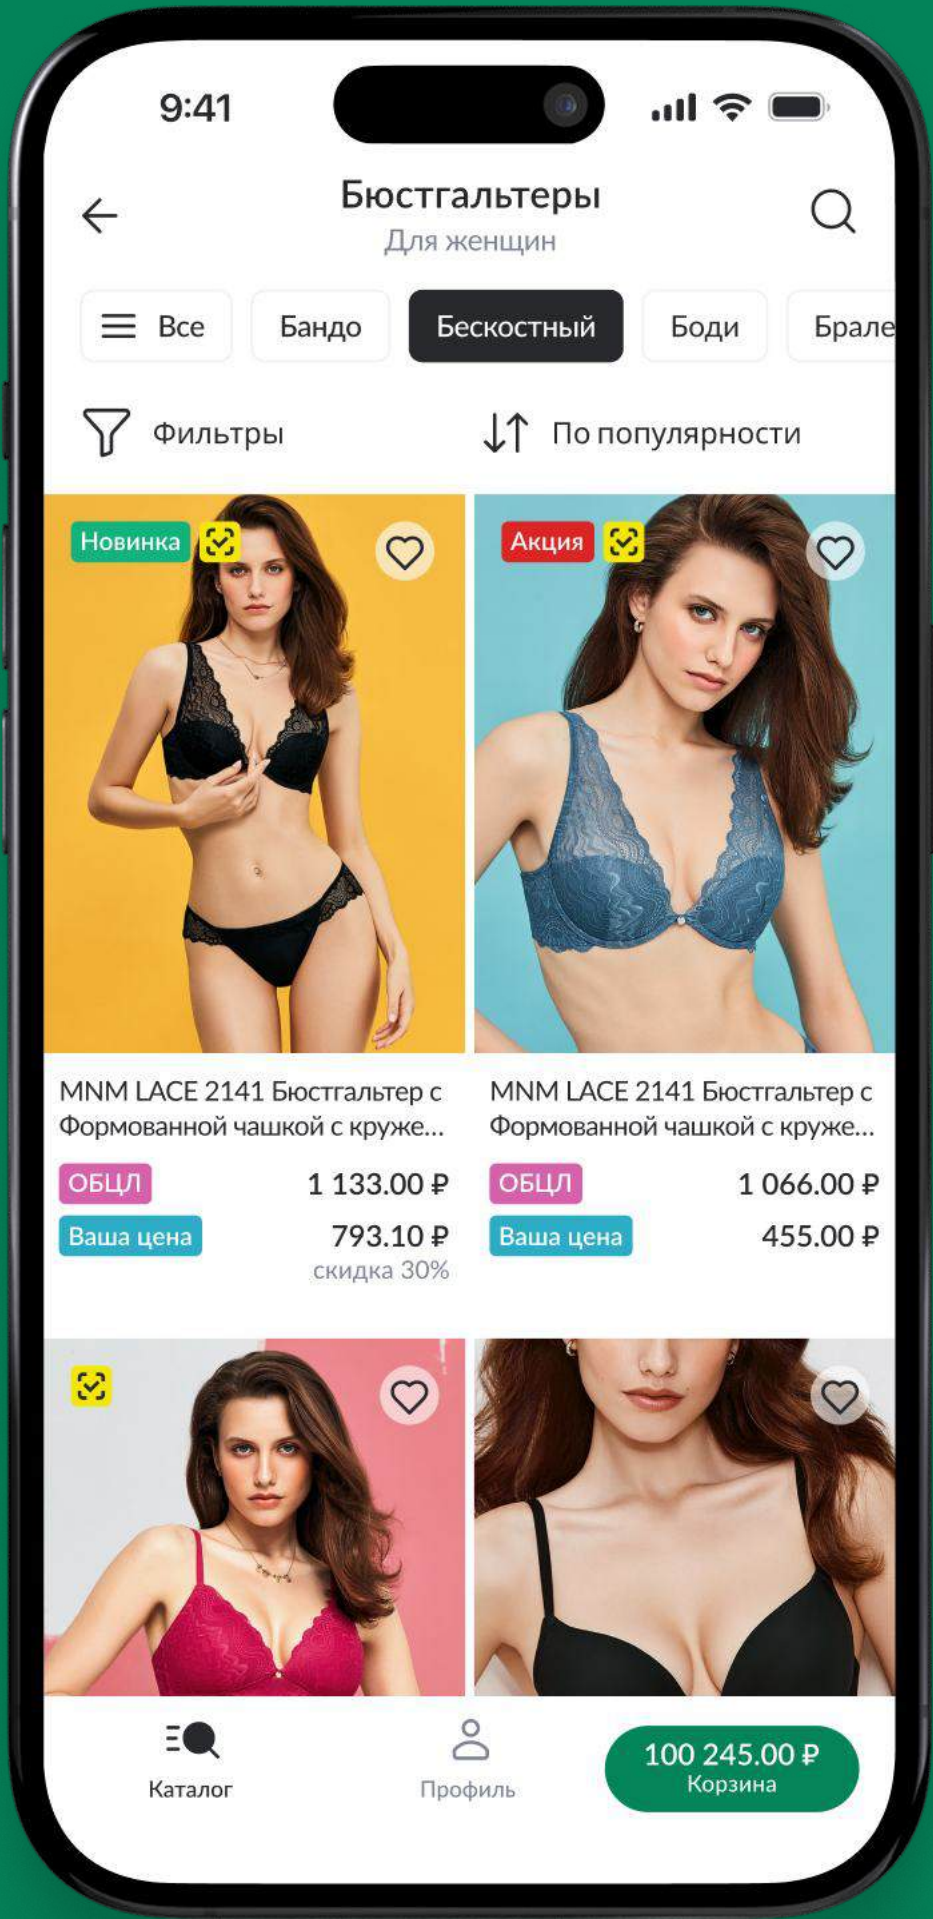 9:41
Бюстгальтеры
Для женщин
Все
Бандо
Бескостный
Боди
Брале
Фильтры
По популярности
Новинка
Акция
MNM LACE 2141 Бюстгальтер с
Формованной чашкой с круже...
ОБЦЛ
1 133.00 ₽
Ваша цена
793.10 ₽
скидка 30%
MNM LACE 2141 Бюстгальтер с
Формованной чашкой с круже...
ОБЦЛ
1 066.00 ₽
Ваша цена
455.00 ₽
Каталог
Профиль
100 245.00 ₽
Корзина